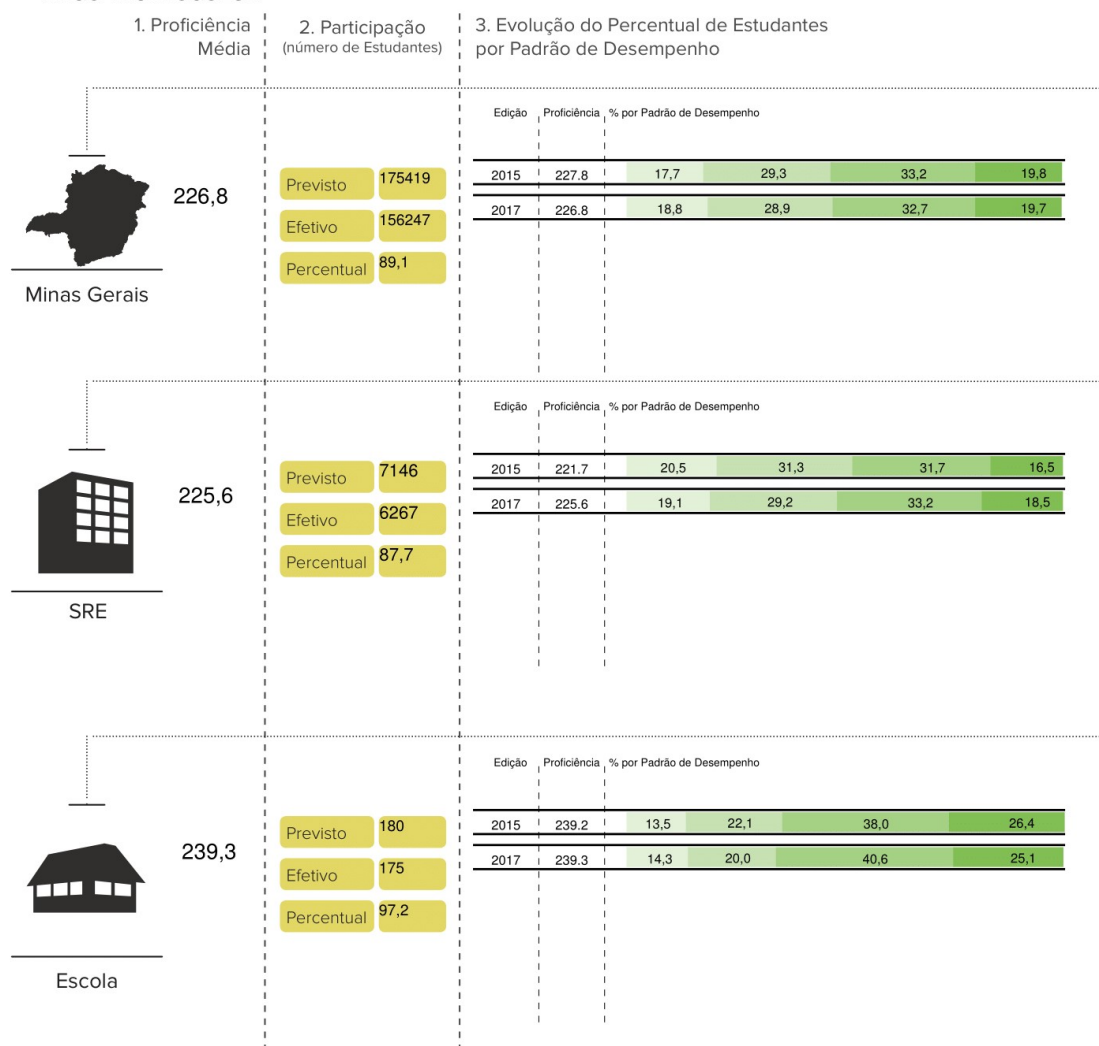 1. Proficiência
Média
2. Participação
(número de Estudantes)
3. Evolução do Percentual de Estudantes
por Padrão de Desempenho
Edição Proficiência % por Padrão de Desempenho
226,8
Previsto 175419
Efetivo 156247
Percentual 89,1
2015 227.8 17,7 29,3 33,2 19,8
2017 226.8 18,8 28,9 32,7 19,7
Minas Gerais
Edição Proficiência % por Padrão de Desempenho
225,6
Previsto 7146
Efetivo 6267
Percentual 87,7
2015 221.7 20,5 31,3 31,7 16,5
2017 225.6 19,1 29,2 33,2 18,5
SRE
Edição Proficiência % por Padrão de Desempenho
239,3
Previsto 180
Efetivo 175
Percentual 97,2
2015 239.2 13,5 22,1 38,0 26,4
2017 239.3 14,3 20,0 40,6 25,1
Escola